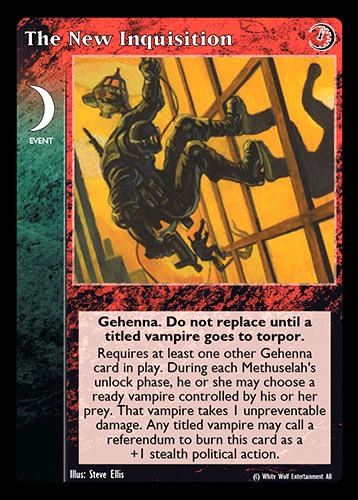 The New Inquisition
EVENT
Gehenna. Do not replace until a
titled vampire goes to torpor.
Requires at least one other Gehenna
card in play. During each Methuselah's
unlock phase, he or she may choose a
ready vampire controlled by his or her
prey. That vampire takes 1 unpreventable
damage. Any titled vampire may call a
referendum to burn this card as a
+1 stealth political action.
Illus: Steve Ellis
(C) White Wolf Entertainment AB